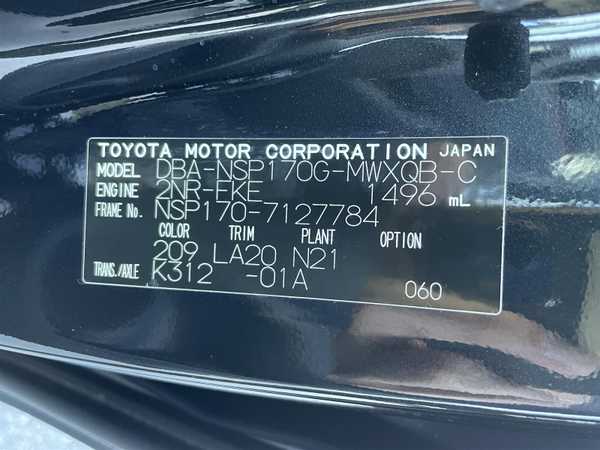 TOYOTA MOTOR CORPORATION JAPAN
MODEL DBA-NSP170G-MWXQB-C
ENGINE 2NR-FKE 1496 mL
FRAME No. NSP170-7127784
COLOR TRIM PLANT OPTION
209 LA20 N21
TRANS./AXLE K312 -01A
060